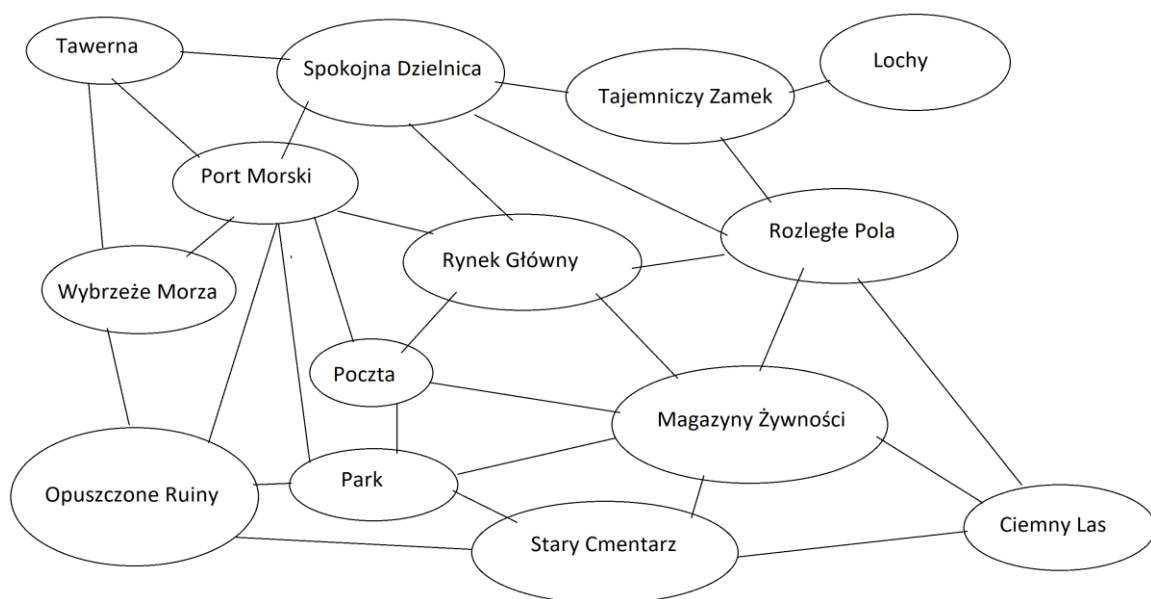 Tawerna
Spokojna Dzielnica
Lochy
Tajemniczy Zamek
Port Morski
Rozległe Pola
Rynek Główny
Wybrzeże Morza
Poczta
Magazyny Żywności
Park
Opuszczone Ruiny
Ciemny Las
Stary Cmentarz